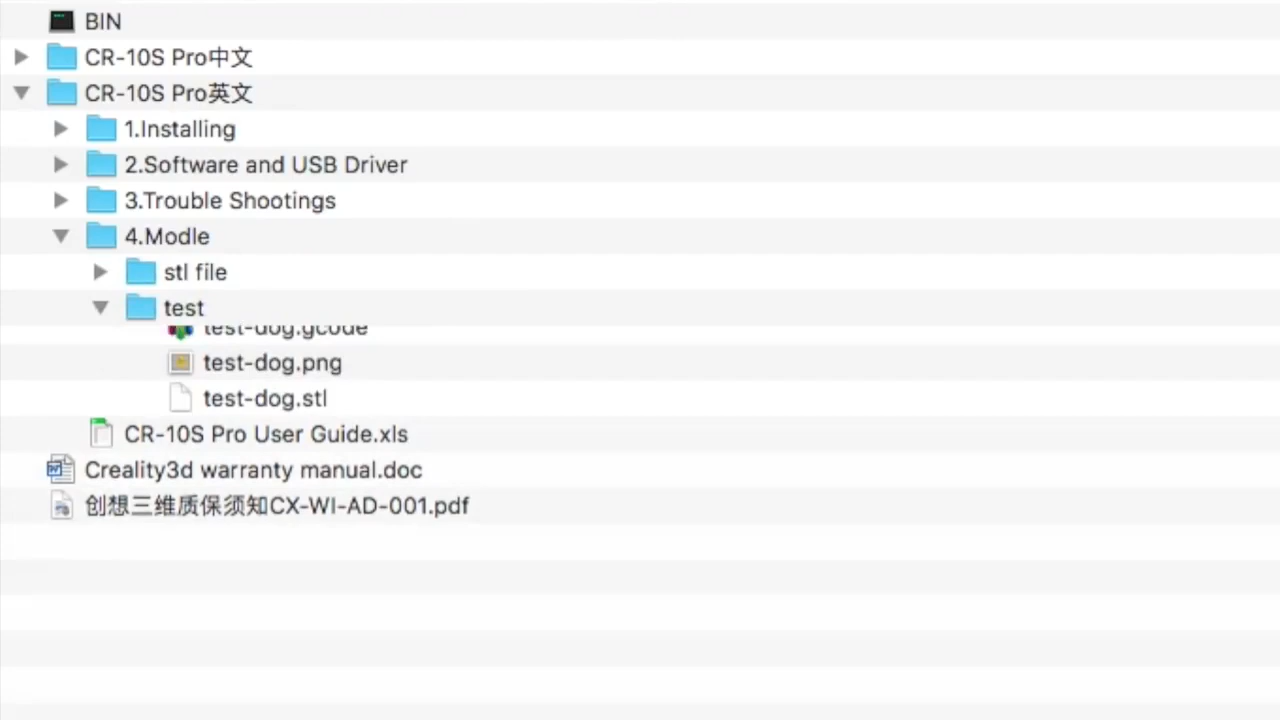 BIN
CR-10S Pro中文
CR-10S Pro英文
1.Installing
2.Software and USB Driver
3.Trouble Shootings
4.Modle
stl file
test
test-dog.gcode
test-dog.png
test-dog.stl
CR-10S Pro User Guide.xls
Creality3d warranty manual.doc
创想三维质保须知CX-WI-AD-001.pdf